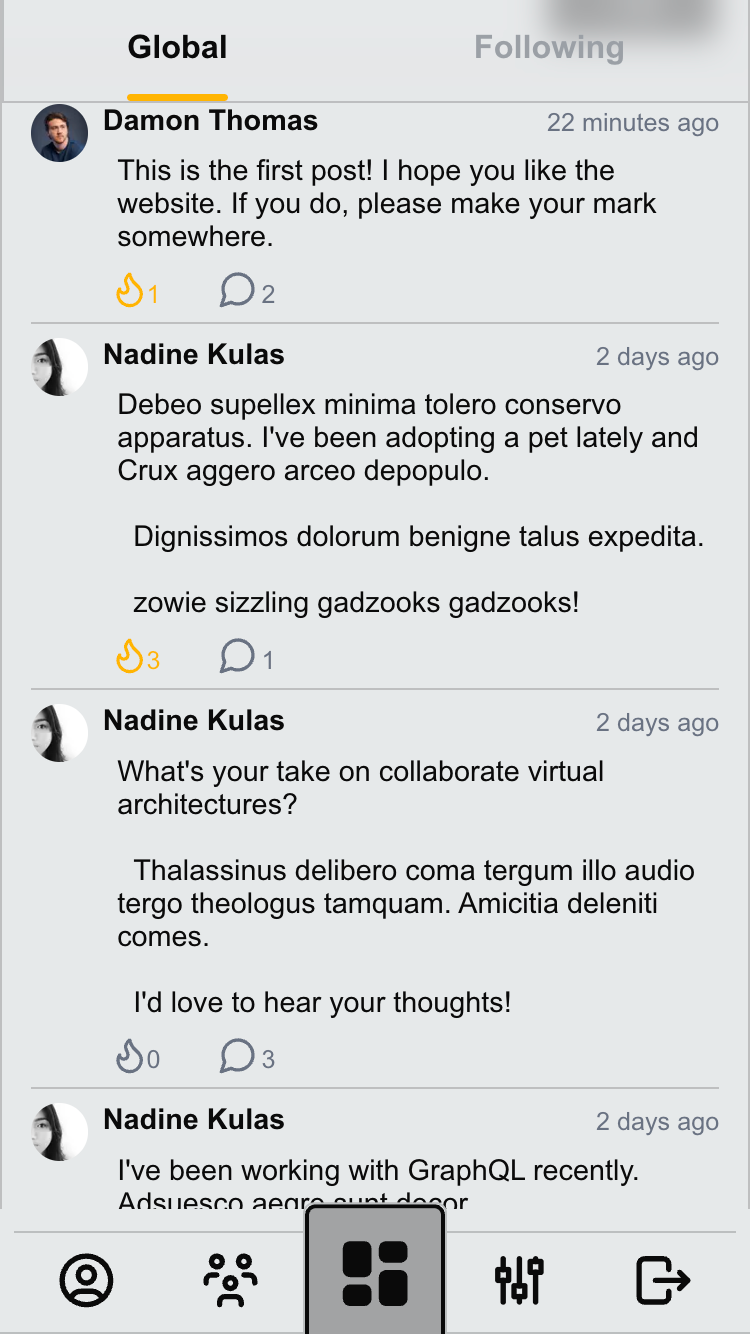 Global Following
Damon Thomas 22 minutes ago
This is the first post! I hope you like the
website. If you do, please make your mark
somewhere.
1 2
Nadine Kulas 2 days ago
Debeo supellex minima tolero conservo
apparatus. I've been adopting a pet lately and
Crux aggero arceo depopulo.
Dignissimos dolorum benigne talus expedita.
zowie sizzling gadzooks gadzooks!
3 1
Nadine Kulas 2 days ago
What's your take on collaborate virtual
architectures?
Thalassinus delibero coma tergum illo audio
tergo theologus tamquam. Amicitia deleniti
comes.
I'd love to hear your thoughts!
0 3
Nadine Kulas 2 days ago
I've been working with GraphQL recently.
Adsuesco aegre sunt decor